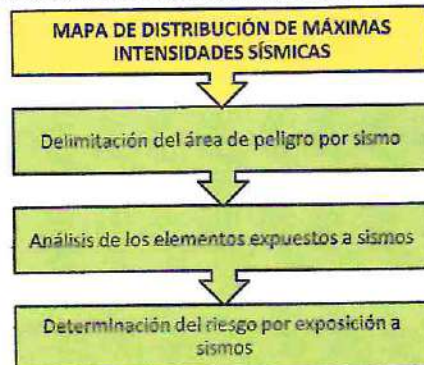 MAPA DE DISTRIBUCIÓN DE MÁXIMAS
INTENSIDADES SÍSMICAS
Delimitación del área de peligro por sismo
Análisis de los elementos expuestos a sismos
Determinación del riesgo por exposición a
sismos